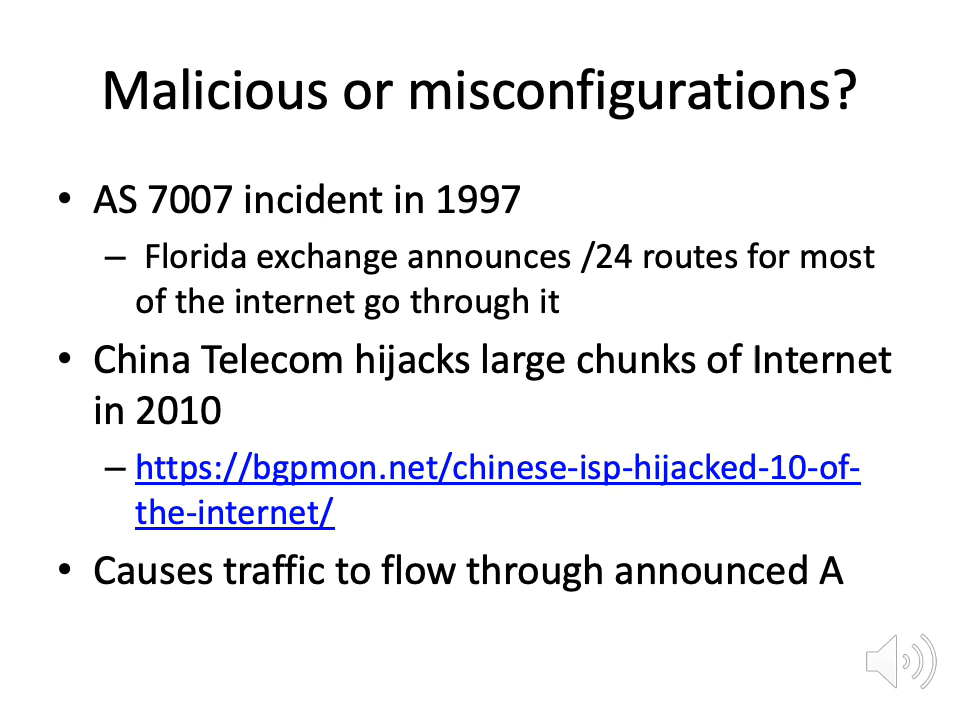 Malicious or misconfigurations?
• AS 7007 incident in 1997
– Florida exchange announces /24 routes for most
of the internet go through it
• China Telecom hijacks large chunks of Internet
in 2010
– https://bgpmon.net/chinese-isp-hijacked-10-of-
the-internet/
• Causes traffic to flow through announced A